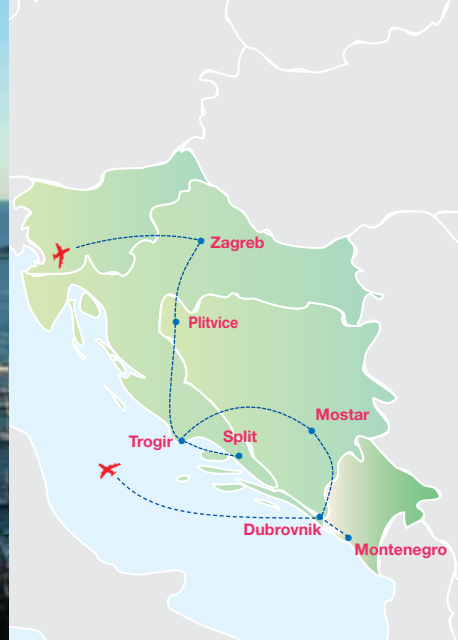 Zagreb
Plitvice
Mostar
Trogir
Split
Dubrovnik
Montenegro